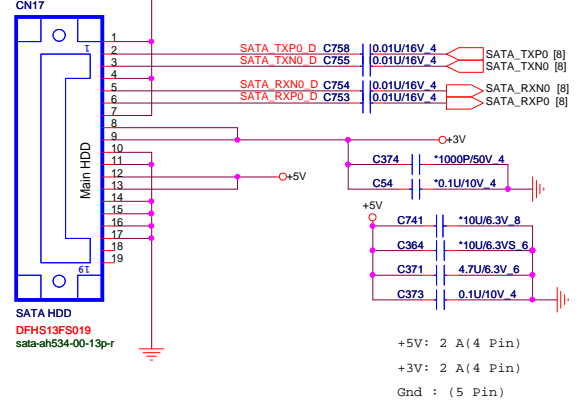 CN17
1
2
3
4
5
6
7
8
9
10
11
12
13
14
15
16
17
18
19
1
19
Main HDD
SATA_TXP0_D C758 0.01U/16V_4 SATA_TXP0 [8]
SATA_TXN0_D C755 0.01U/16V_4 SATA_TXN0 [8]
SATA_RXN0_D C754 0.01U/16V_4 SATA_RXN0 [8]
SATA_RXP0_D C753 0.01U/16V_4 SATA_RXP0 [8]
+3V
C374 *1000P/50V_4
C54 *0.1U/10V_4
+5V
+5V
C741 *10U/6.3V_8
C364 *10U/6.3VS_6
C371 4.7U/6.3V_6
C373 0.1U/10V_4
SATA HDD
DFHS13FS019
sata-ah534-00-13p-r
+5V: 2 A(4 Pin)
+3V: 2 A(4 Pin)
Gnd : (5 Pin)